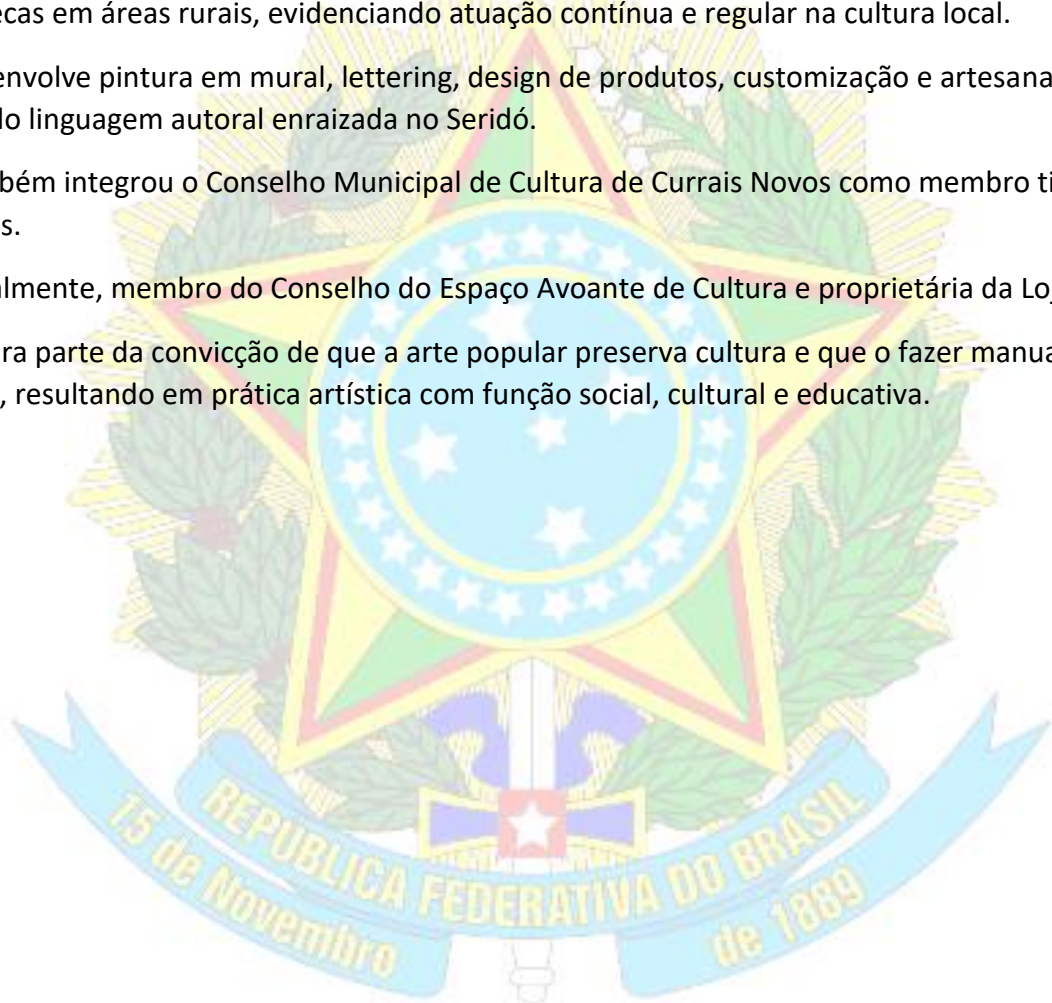 ecas em áreas rurais, evidenciando atuação contínua e regular na cultura local.
envolve pintura em mural, lettering, design de produtos, customização e artesana
do linguagem autoral enraizada no Seridó.
bém integrou o Conselho Municipal de Cultura de Currais Novos como membro ti
s.
almente, membro do Conselho do Espaço Avoante de Cultura e proprietária da Loj
ra parte da convicção de que a arte popular preserva cultura e que o fazer manua
, resultando em prática artística com função social, cultural e educativa.
REPUBLICA FEDERATIVA DO BRASIL
15 de Novembro de 1889